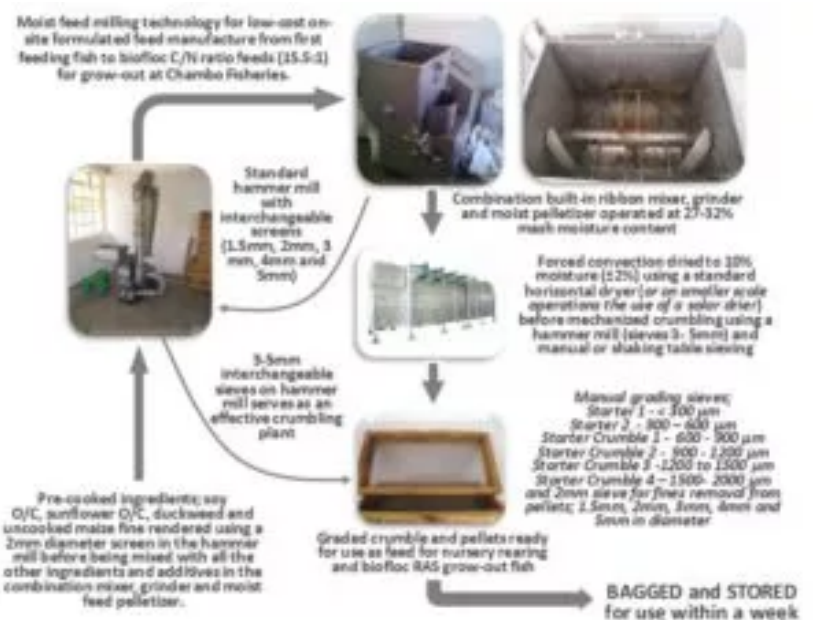 Moist feed milling technology for low-cost on-
site formulated feed manufacture from first
feeding fish to biofloc C/N ratio feeds (15.5:1)
for grow-out at Chambo Fisheries.
Standard
hammer mill
with
interchangeable
screens
(1.5mm, 2mm, 3
mm, 4mm and
5mm)
Combination built-in ribbon mixer, grinder
and moist pelletizer operated at 27-32%
mash moisture content
Forced convection dried to 10%
moisture (±2%) using a standard
horizontal dryer (or on smaller scale
operations the use of a solar drier)
before mechanized crumbling using a
hammer mill (sieves 3- 5mm) and
manual or shaking table sieving
3-5mm
interchangeable
sieves on hammer
mill serves as an
effective crumbling
plant
Manual grading sieves;
Starter 1 - < 300 µm
Starter 2 - 300 – 600 µm
Starter Crumble 1 - 600 - 900 µm
Starter Crumble 2 - 900 - 1200 µm
Starter Crumble 3 -1200 to 1500 µm
Starter Crumble 4 – 1500- 2000 µm
and 2mm sieve for fines removal from
pellets; 1.5mm, 2mm, 3mm, 4mm and
5mm in diameter
Pre-cooked ingredients; soy
O/C, sunflower O/C, duckweed and
uncooked maize fine rendered using a
2mm diameter screen in the hammer
mill before being mixed with all the
other ingredients and additives in the
combination mixer, grinder and moist
feed pelletizer.
Graded crumble and pellets ready
for use as feed for nursery rearing
and biofloc RAS grow-out fish
BAGGED and STORED
for use within a week